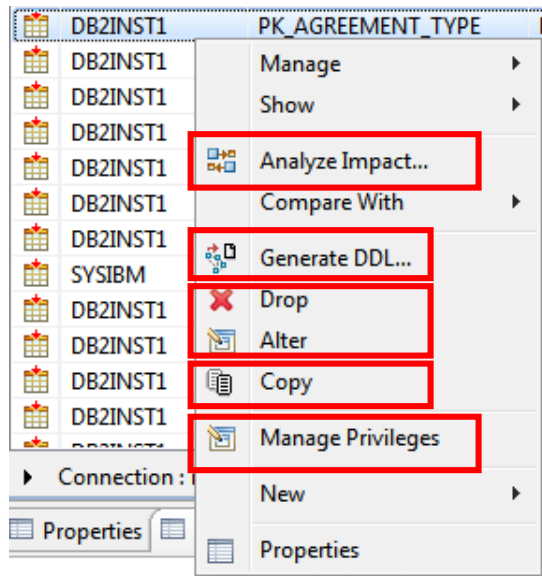 DB2INST1 PK_AGREEMENT_TYPE
DB2INST1 Manage
DB2INST1 Show
DB2INST1
DB2INST1 Analyze Impact...
DB2INST1 Compare With
DB2INST1
SYSIBM Generate DDL...
DB2INST1 Drop
DB2INST1 Alter
DB2INST1 Copy
DB2INST1
Manage Privileges
Connection :
New
Properties
Properties